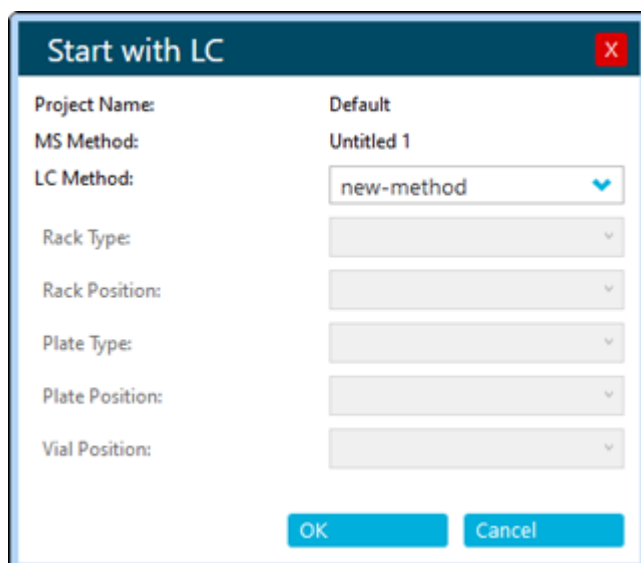 Start with LC
X
Project Name: Default
MS Method: Untitled 1
LC Method: new-method
Rack Type:
Rack Position:
Plate Type:
Plate Position:
Vial Position:
OK Cancel